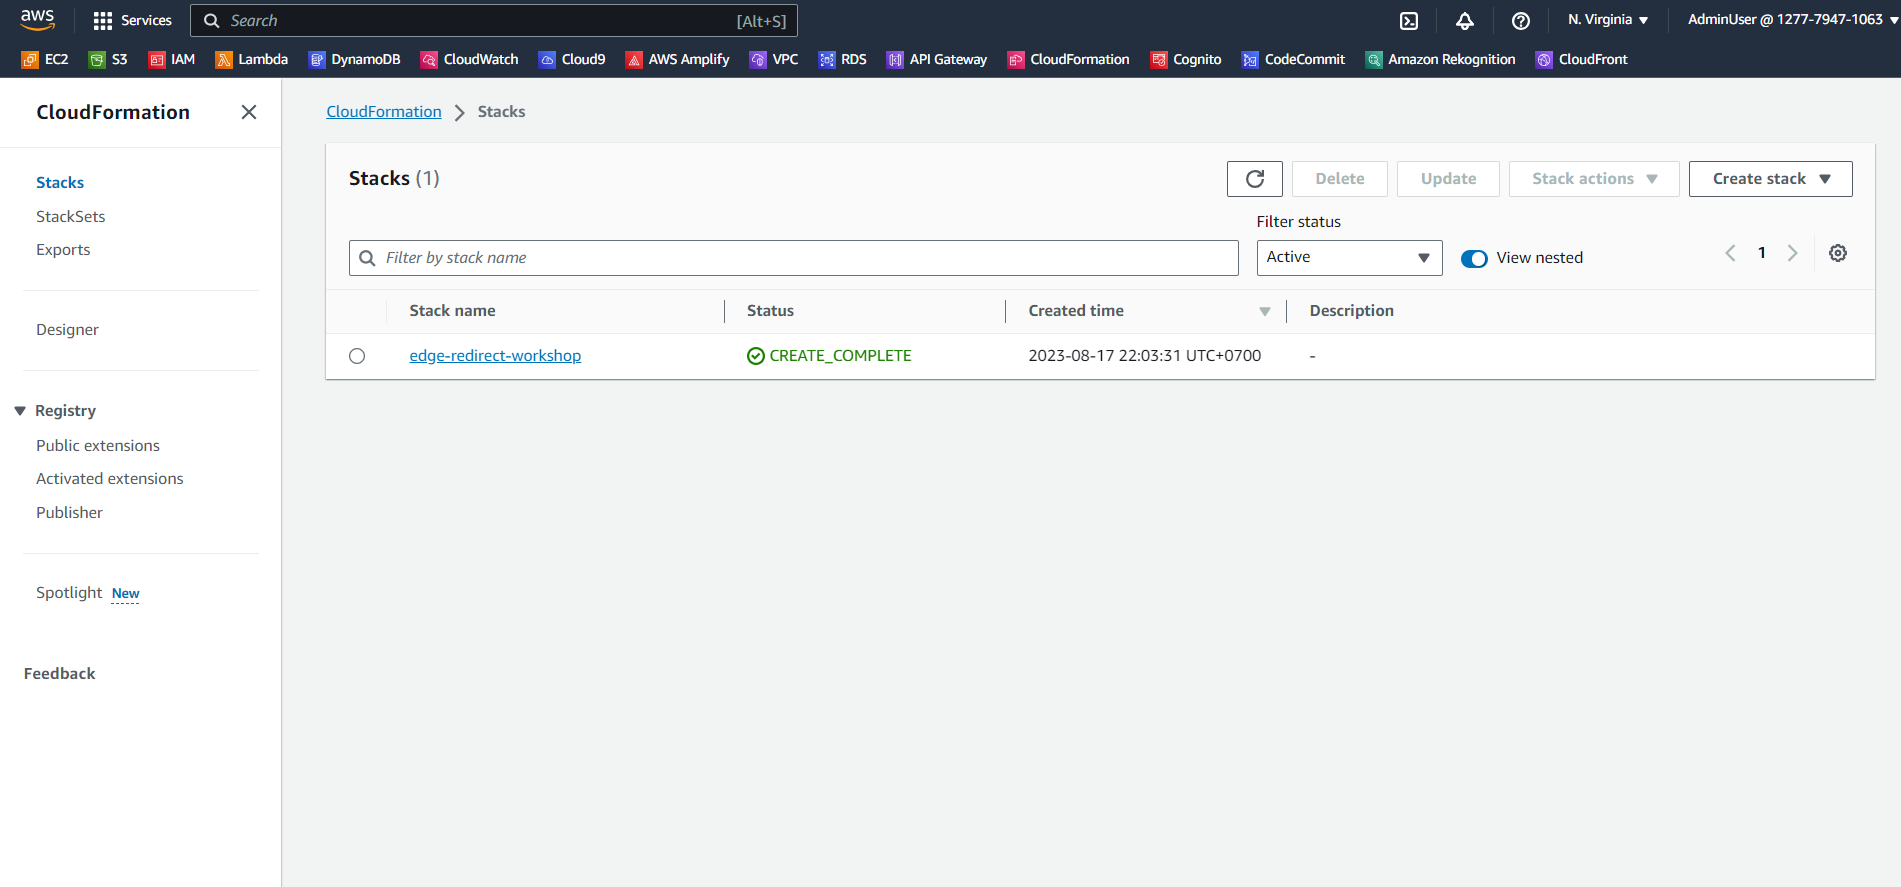 aws Services Search [Alt+S] N. Virginia ▼ AdminUser @ 1277-7947-1063 ▼
EC2 S3 IAM Lambda DynamoDB CloudWatch Cloud9 AWS Amplify VPC RDS API Gateway CloudFormation Cognito CodeCommit Amazon Rekognition CloudFront
CloudFormation
Stacks
StackSets
Exports
Designer
Registry
Public extensions
Activated extensions
Publisher
Spotlight New
Feedback
CloudFormation > Stacks
Stacks (1) Delete Update Stack actions ▼ Create stack ▼
Filter status
Filter by stack name Active ▼ View nested < 1 >
Stack name Status Created time ▼ Description
edge-redirect-workshop CREATE_COMPLETE 2023-08-17 22:03:31 UTC+0700 -